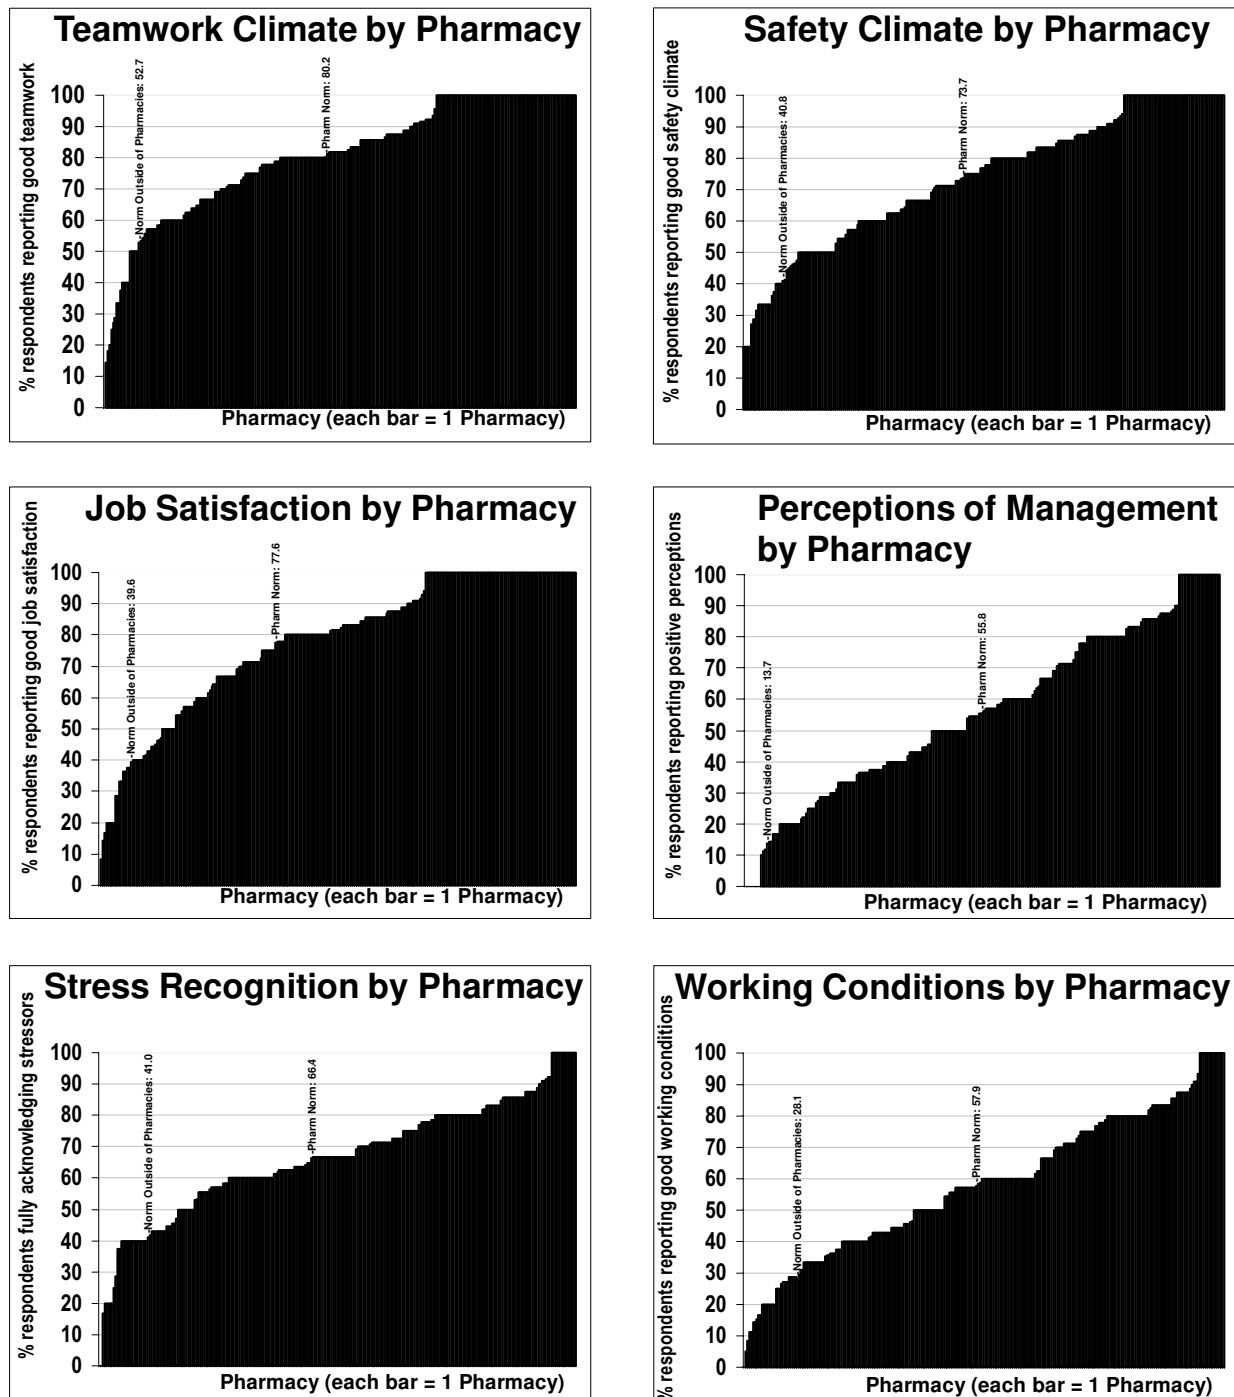 Teamwork Climate by Pharmacy
% respondents reporting good teamwork
100
90
80
70
60
50
40
30
20
10
0
-Norm Outside of Pharmacies: 52.7
-Pharm Norm: 80.2
Pharmacy (each bar = 1 Pharmacy)
Safety Climate by Pharmacy
% respondents reporting good safety climate
100
90
80
70
60
50
40
30
20
10
0
-Norm Outside of Pharmacies: 40.8
-Pharm Norm: 73.7
Pharmacy (each bar = 1 Pharmacy)
Job Satisfaction by Pharmacy
% respondents reporting good job satisfaction
100
90
80
70
60
50
40
30
20
10
0
-Norm Outside of Pharmacies: 39.6
-Pharm Norm: 77.6
Pharmacy (each bar = 1 Pharmacy)
Perceptions of Management
by Pharmacy
% respondents reporting positive perceptions
100
90
80
70
60
50
40
30
20
10
0
-Norm Outside of Pharmacies: 13.7
-Pharm Norm: 55.8
Pharmacy (each bar = 1 Pharmacy)
Stress Recognition by Pharmacy
% respondents fully acknowledging stressors
100
90
80
70
60
50
40
30
20
10
0
-Norm Outside of Pharmacies: 41.0
-Pharm Norm: 66.4
Pharmacy (each bar = 1 Pharmacy)
Working Conditions by Pharmacy
% respondents reporting good working conditions
100
90
80
70
60
50
40
30
20
10
0
-Norm Outside of Pharmacies: 28.1
-Pharm Norm: 57.9
Pharmacy (each bar = 1 Pharmacy)